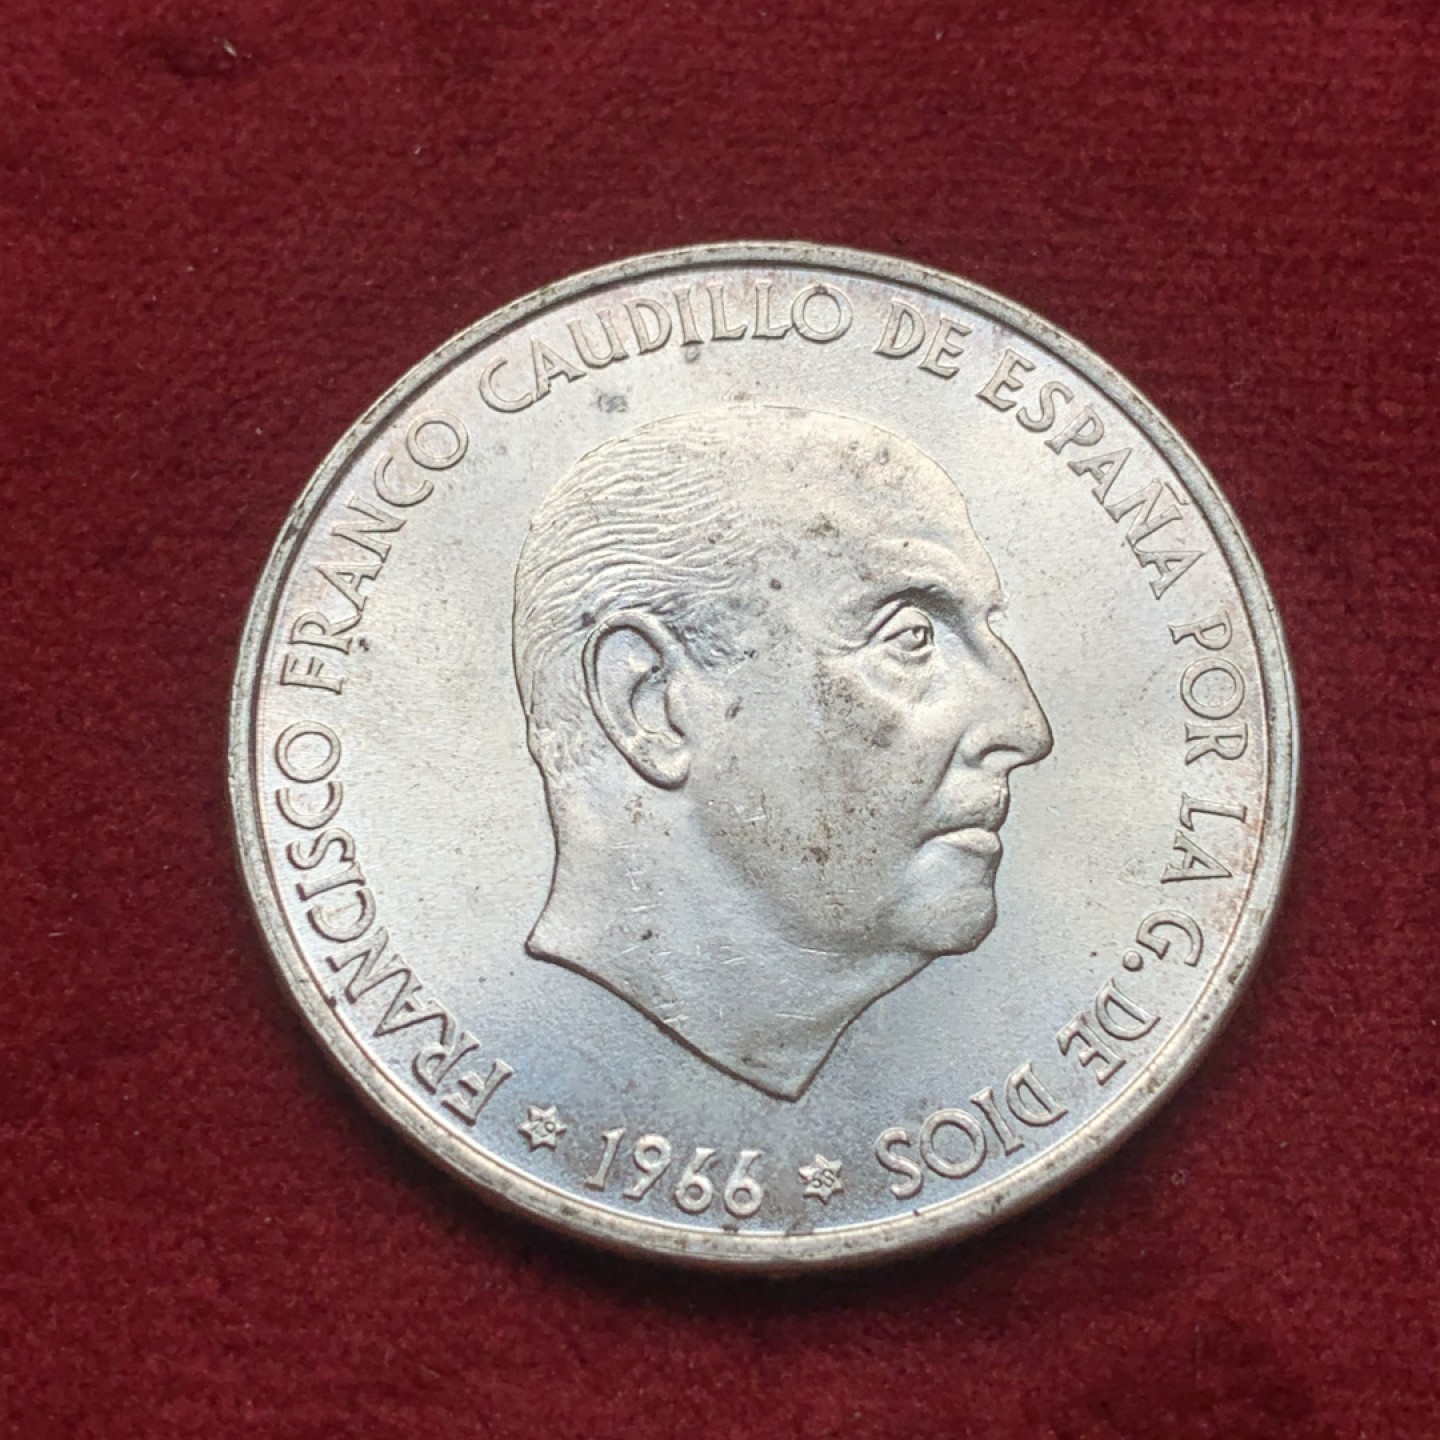 FRANCISCO FRANCO CAUDILLO DE ESPAÑA POR LA G. DE DIOS
1966